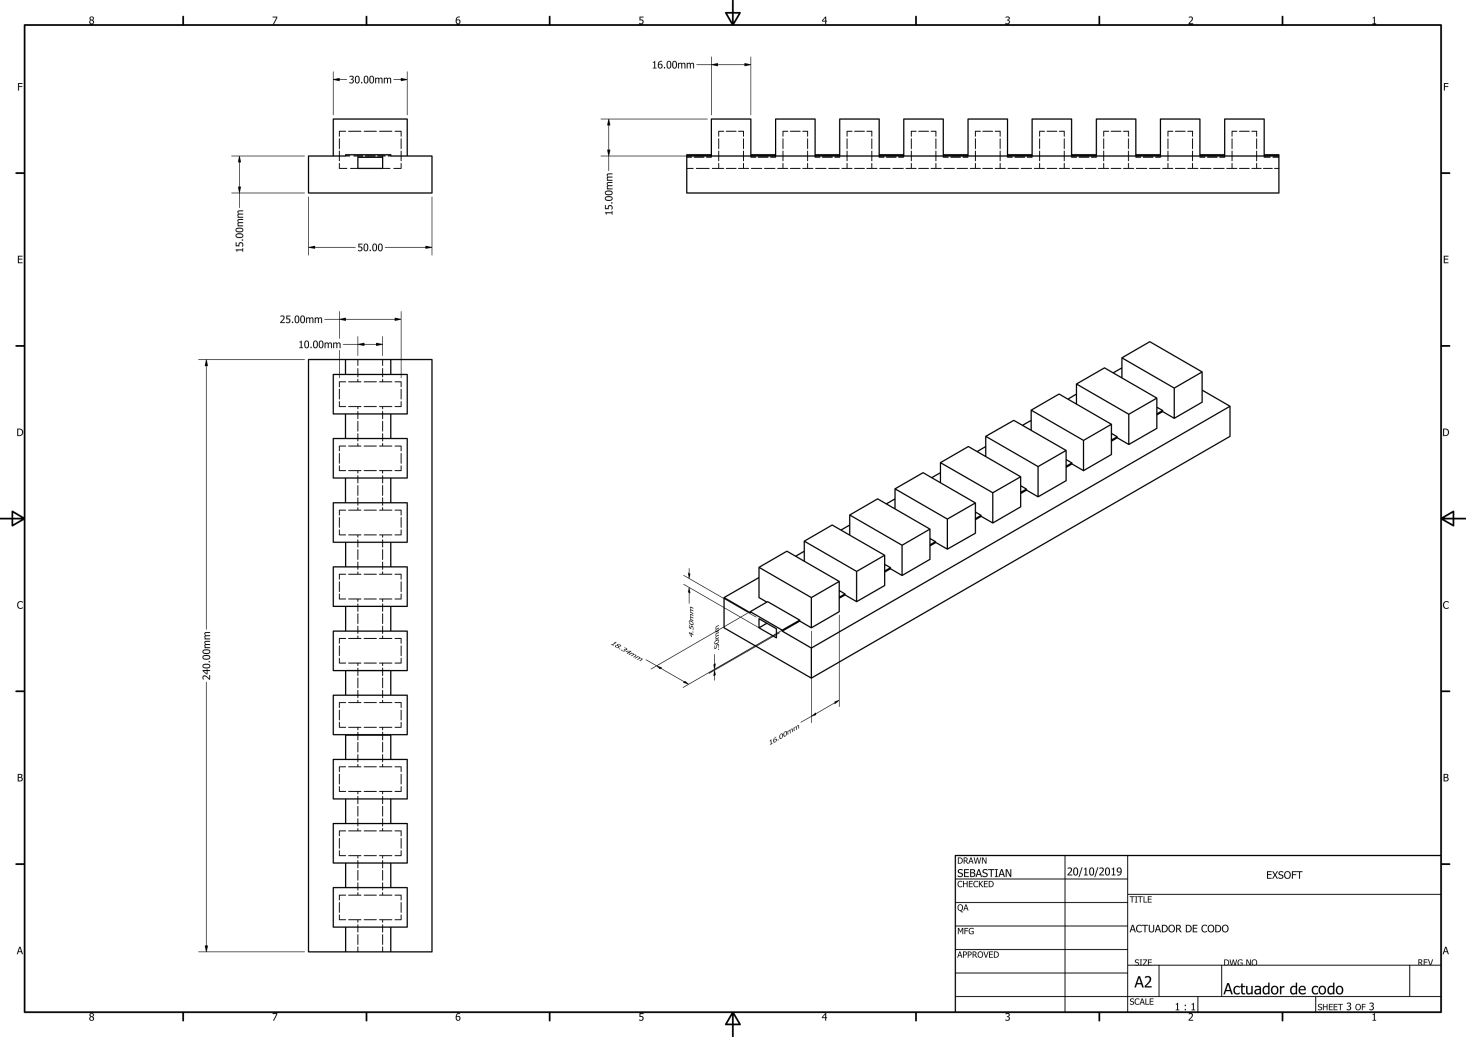 8 7 6 5 4 3 2 1
F F
E E
D D
C C
B B
A A
30.00mm
15.00mm
50.00
16.00mm
15.00mm
25.00mm
10.00mm
240.00mm
4.50mm
.50mm
18.34mm
16.00mm
DRAWN
SEBASTIAN 20/10/2019
CHECKED
QA
MFG
APPROVED
EXSOFT
TITLE
ACTUADOR DE CODO
SIZE DWG NO REV
A2 Actuador de codo
SCALE 1 : 1 SHEET 3 OF 3
8 7 6 5 4 3 2 1